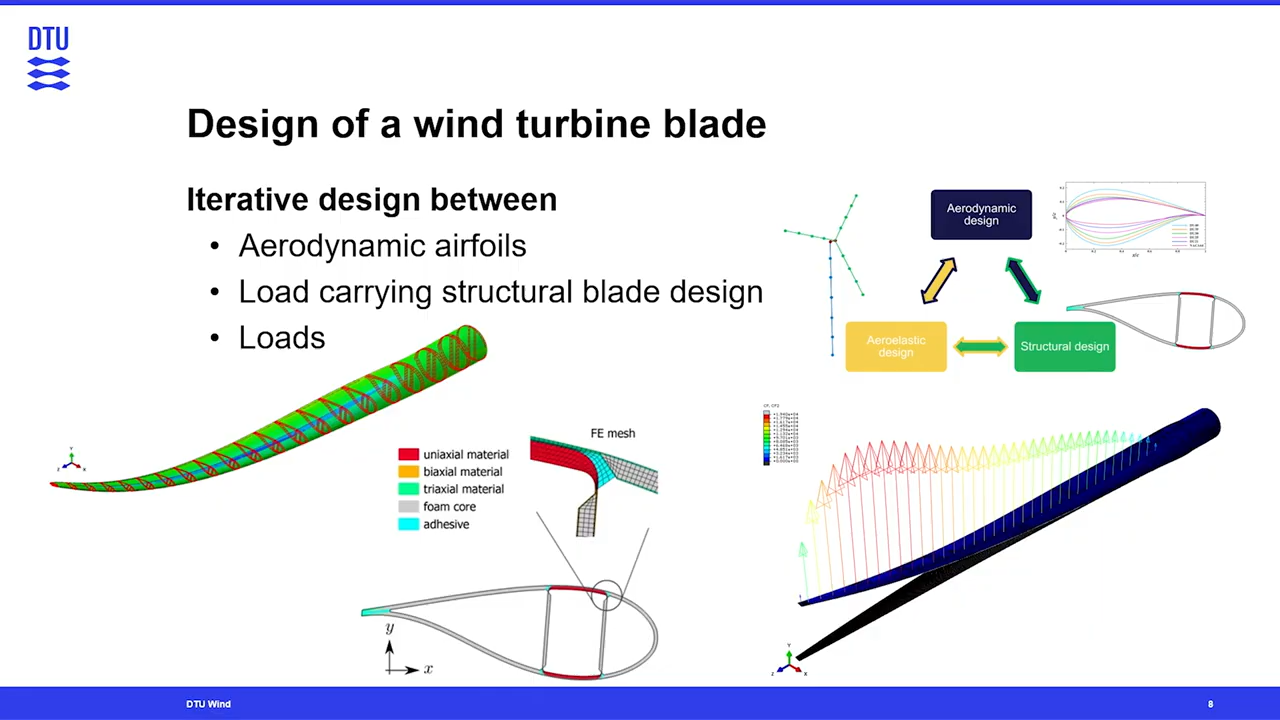 DTU
Design of a wind turbine blade
Iterative design between
• Aerodynamic airfoils
• Load carrying structural blade design
• Loads
Aerodynamic
design
Aeroelastic
design
Structural design
FE mesh
uniaxial material
biaxial material
triaxial material
foam core
adhesive
y
x
DTU Wind
8